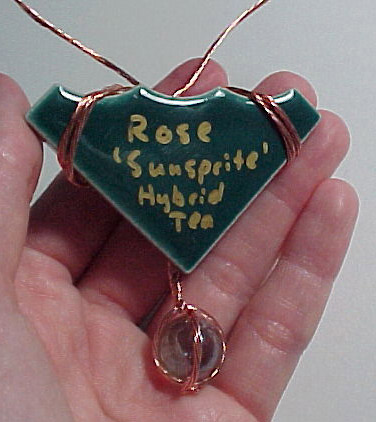 Rose
'Sunsprite'
Hybrid
Tea